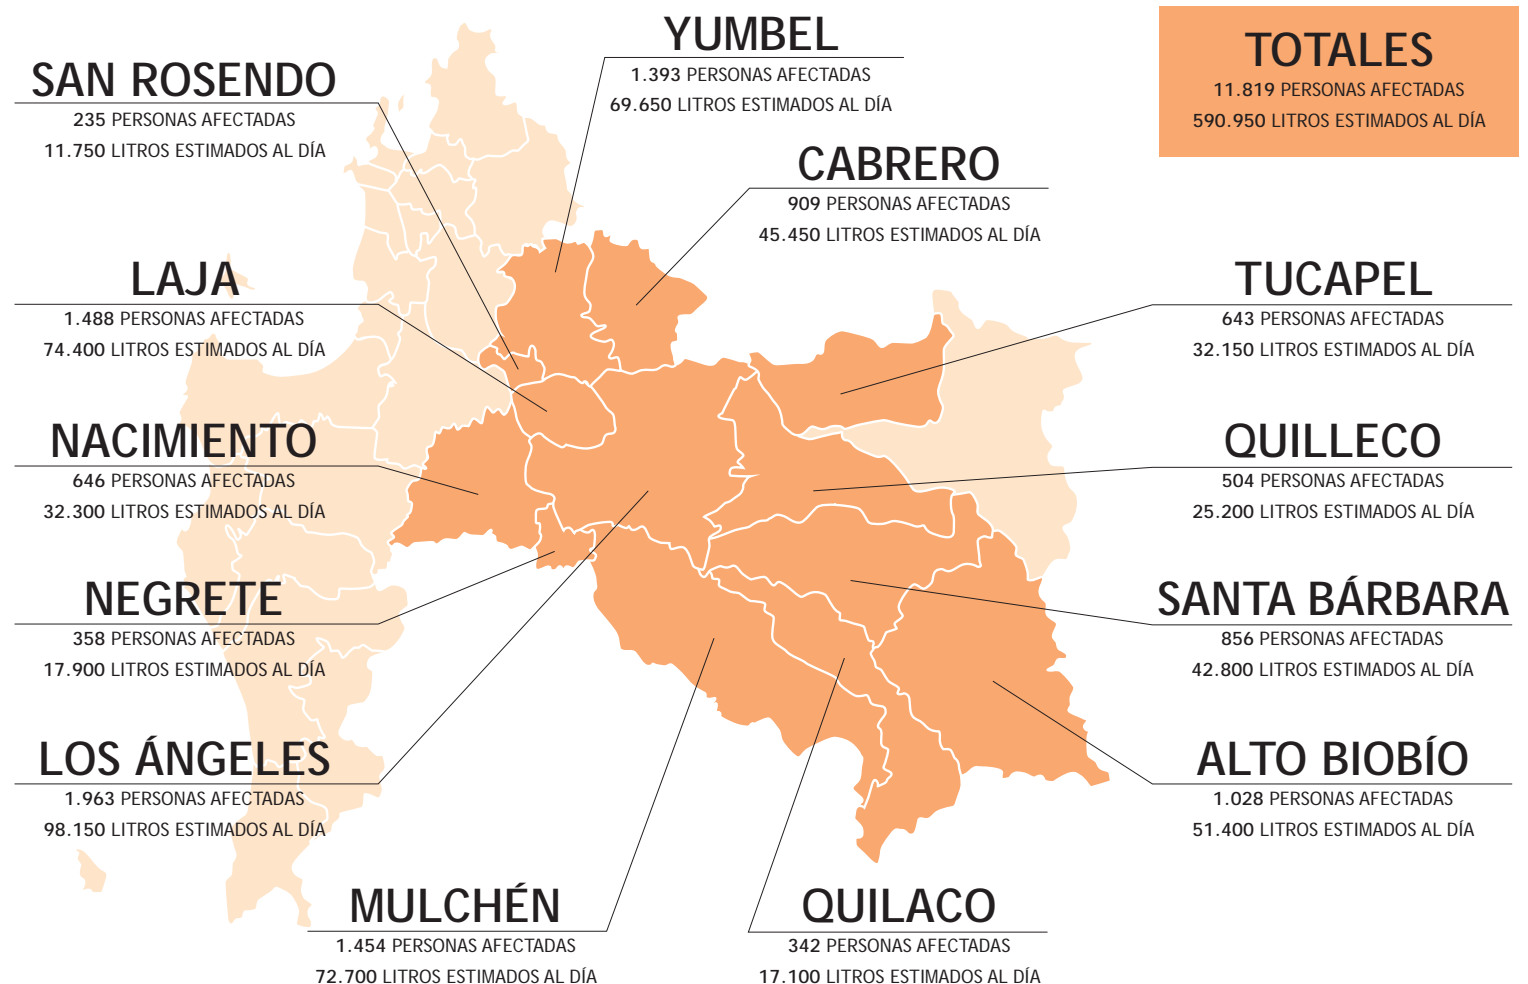 YUMBEL
1.393 PERSONAS AFECTADAS
69.650 LITROS ESTIMADOS AL DÍA
TOTALES
11.819 PERSONAS AFECTADAS
590.950 LITROS ESTIMADOS AL DÍA
SAN ROSENDO
235 PERSONAS AFECTADAS
11.750 LITROS ESTIMADOS AL DÍA
CABRERO
909 PERSONAS AFECTADAS
45.450 LITROS ESTIMADOS AL DÍA
LAJA
1.488 PERSONAS AFECTADAS
74.400 LITROS ESTIMADOS AL DÍA
TUCAPEL
643 PERSONAS AFECTADAS
32.150 LITROS ESTIMADOS AL DÍA
NACIMIENTO
646 PERSONAS AFECTADAS
32.300 LITROS ESTIMADOS AL DÍA
QUILLECO
504 PERSONAS AFECTADAS
25.200 LITROS ESTIMADOS AL DÍA
NEGRETE
358 PERSONAS AFECTADAS
17.900 LITROS ESTIMADOS AL DÍA
SANTA BÁRBARA
856 PERSONAS AFECTADAS
42.800 LITROS ESTIMADOS AL DÍA
LOS ÁNGELES
1.963 PERSONAS AFECTADAS
98.150 LITROS ESTIMADOS AL DÍA
ALTO BIOBÍO
1.028 PERSONAS AFECTADAS
51.400 LITROS ESTIMADOS AL DÍA
MULCHÉN
1.454 PERSONAS AFECTADAS
72.700 LITROS ESTIMADOS AL DÍA
QUILACO
342 PERSONAS AFECTADAS
17.100 LITROS ESTIMADOS AL DÍA